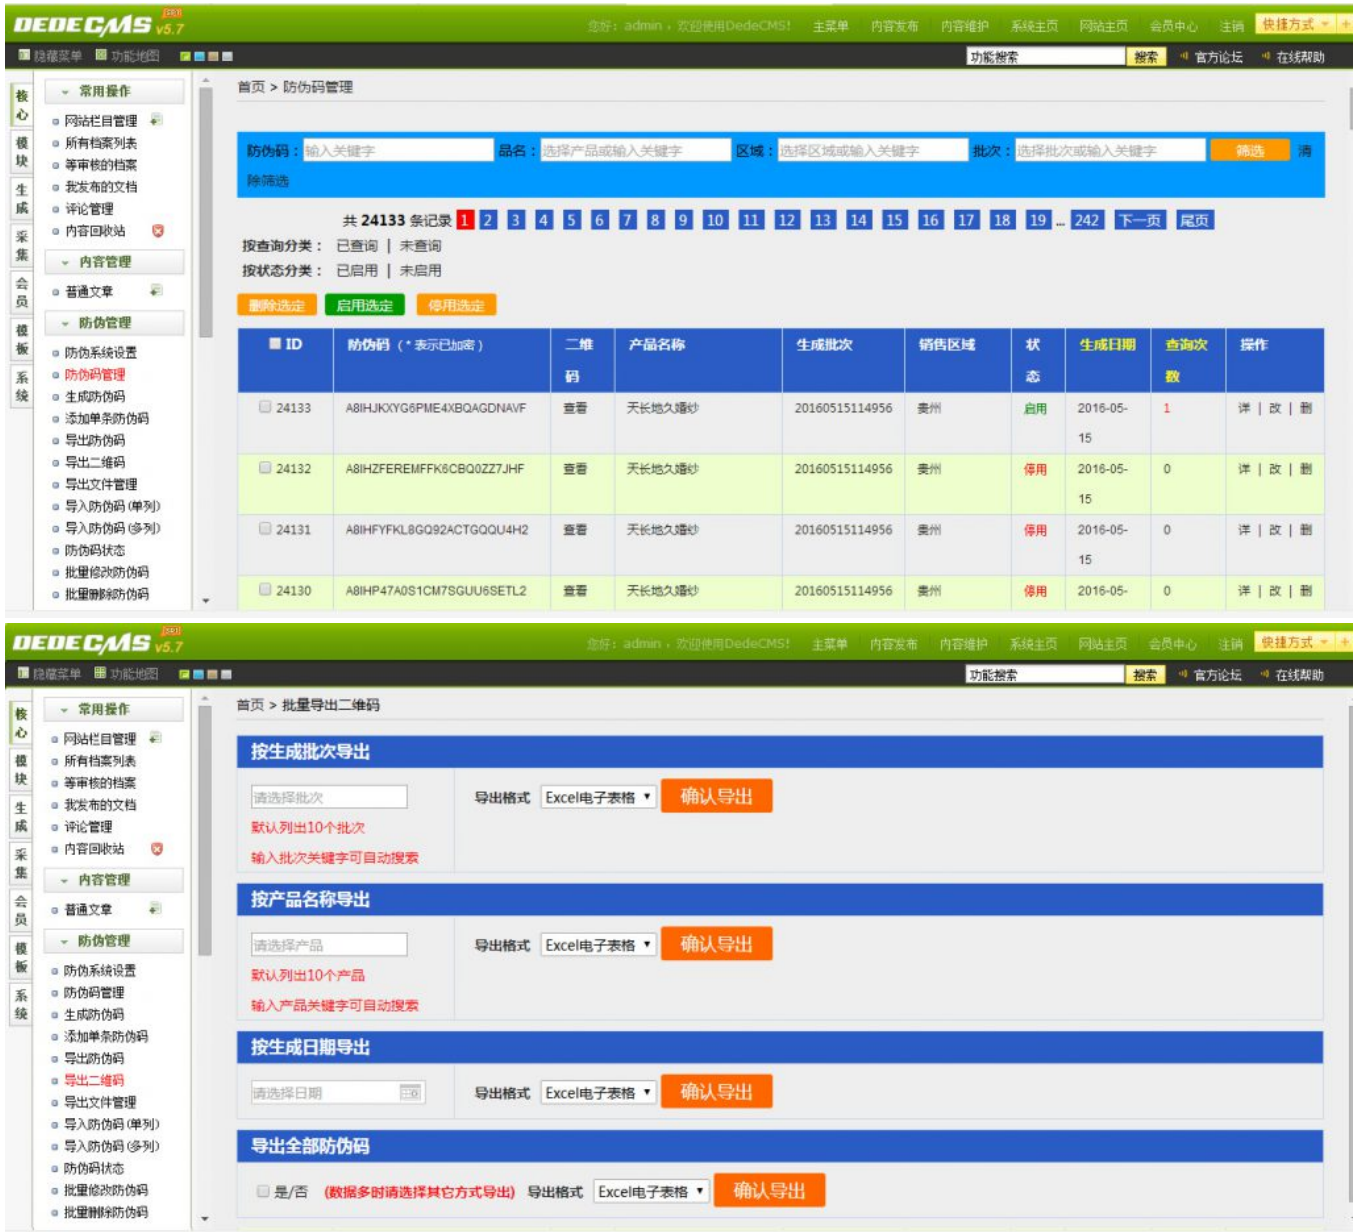 DEDECMS V5.7
您好：admin，欢迎使用DedeCMS! 主菜单 内容发布 内容维护 系统主页 网站主页 会员中心 注销 快捷方式 +
隐藏菜单 功能地图 功能搜索 搜索 官方论坛 在线帮助
核心
模块
生成
采集
会员
模板
系统
常用操作
网站栏目管理
所有档案列表
等审核的档案
我发布的文档
评论管理
内容回收站
内容管理
普通文章
防伪管理
防伪系统设置
防伪码管理
生成防伪码
添加单条防伪码
导出防伪码
导出二维码
导出文件管理
导入防伪码(单列)
导入防伪码(多列)
防伪码状态
批量修改防伪码
批量删除防伪码
首页 > 防伪码管理
防伪码：输入关键字 品名：选择产品或输入关键字 区域：选择区域或输入关键字 批次：选择批次或输入关键字 筛选 清
除筛选
共 24133 条记录 1 2 3 4 5 6 7 8 9 10 11 12 13 14 15 16 17 18 19 ... 242 下一页 尾页
按查询分类： 已查询 | 未查询
按状态分类： 已启用 | 未启用
删除选定 启用选定 停用选定
ID 防伪码（*表示已加密） 二维码 产品名称 生成批次 销售区域 状态 生成日期 查询次数 操作
24133 A8IHJKXYG6PME4XBQAGDNAVF 查看 天长地久婚纱 20160515114956 贵州 启用 2016-05-15 1 详 | 改 | 删
24132 A8IHZFEREMFFK6CBQ0ZZ7JHF 查看 天长地久婚纱 20160515114956 贵州 停用 2016-05-15 0 详 | 改 | 删
24131 A8IHFYFKL8GQ92ACTGQQU4H2 查看 天长地久婚纱 20160515114956 贵州 停用 2016-05-15 0 详 | 改 | 删
24130 A8IHP47A0S1CM7SGUU6SETL2 查看 天长地久婚纱 20160515114956 贵州 停用 2016-05- 0 详 | 改 | 删
DEDECMS V5.7
您好：admin，欢迎使用DedeCMS! 主菜单 内容发布 内容维护 系统主页 网站主页 会员中心 注销 快捷方式 +
隐藏菜单 功能地图 功能搜索 搜索 官方论坛 在线帮助
核心
模块
生成
采集
会员
模板
系统
常用操作
网站栏目管理
所有档案列表
等审核的档案
我发布的文档
评论管理
内容回收站
内容管理
普通文章
防伪管理
防伪系统设置
防伪码管理
生成防伪码
添加单条防伪码
导出防伪码
导出二维码
导出文件管理
导入防伪码(单列)
导入防伪码(多列)
防伪码状态
批量修改防伪码
批量删除防伪码
首页 > 批量导出二维码
按生成批次导出
请选择批次 导出格式 Excel电子表格 确认导出
默认列出10个批次
输入批次关键字可自动搜索
按产品名称导出
请选择产品 导出格式 Excel电子表格 确认导出
默认列出10个产品
输入产品关键字可自动搜索
按生成日期导出
请选择日期 导出格式 Excel电子表格 确认导出
导出全部防伪码
是/否 (数据多时请选择其它方式导出) 导出格式 Excel电子表格 确认导出